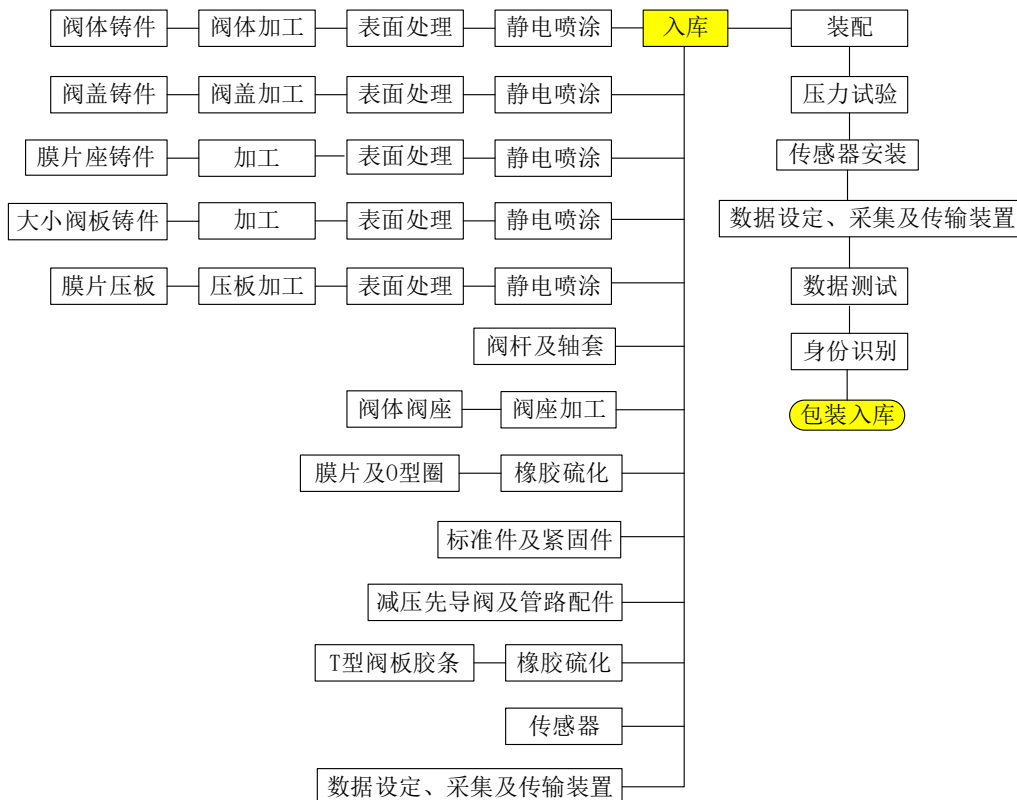 阀体铸件 阀体加工 表面处理 静电喷涂 入库 装配
阀盖铸件 阀盖加工 表面处理 静电喷涂 压力试验
膜片座铸件 加工 表面处理 静电喷涂 传感器安装
大小阀板铸件 加工 表面处理 静电喷涂 数据设定、采集及传输装置
膜片压板 压板加工 表面处理 静电喷涂 数据测试
阀杆及轴套 身份识别
阀体阀座 阀座加工 包装入库
膜片及O型圈 橡胶硫化
标准件及紧固件
减压先导阀及管路配件
T型阀板胶条 橡胶硫化
传感器
数据设定、采集及传输装置